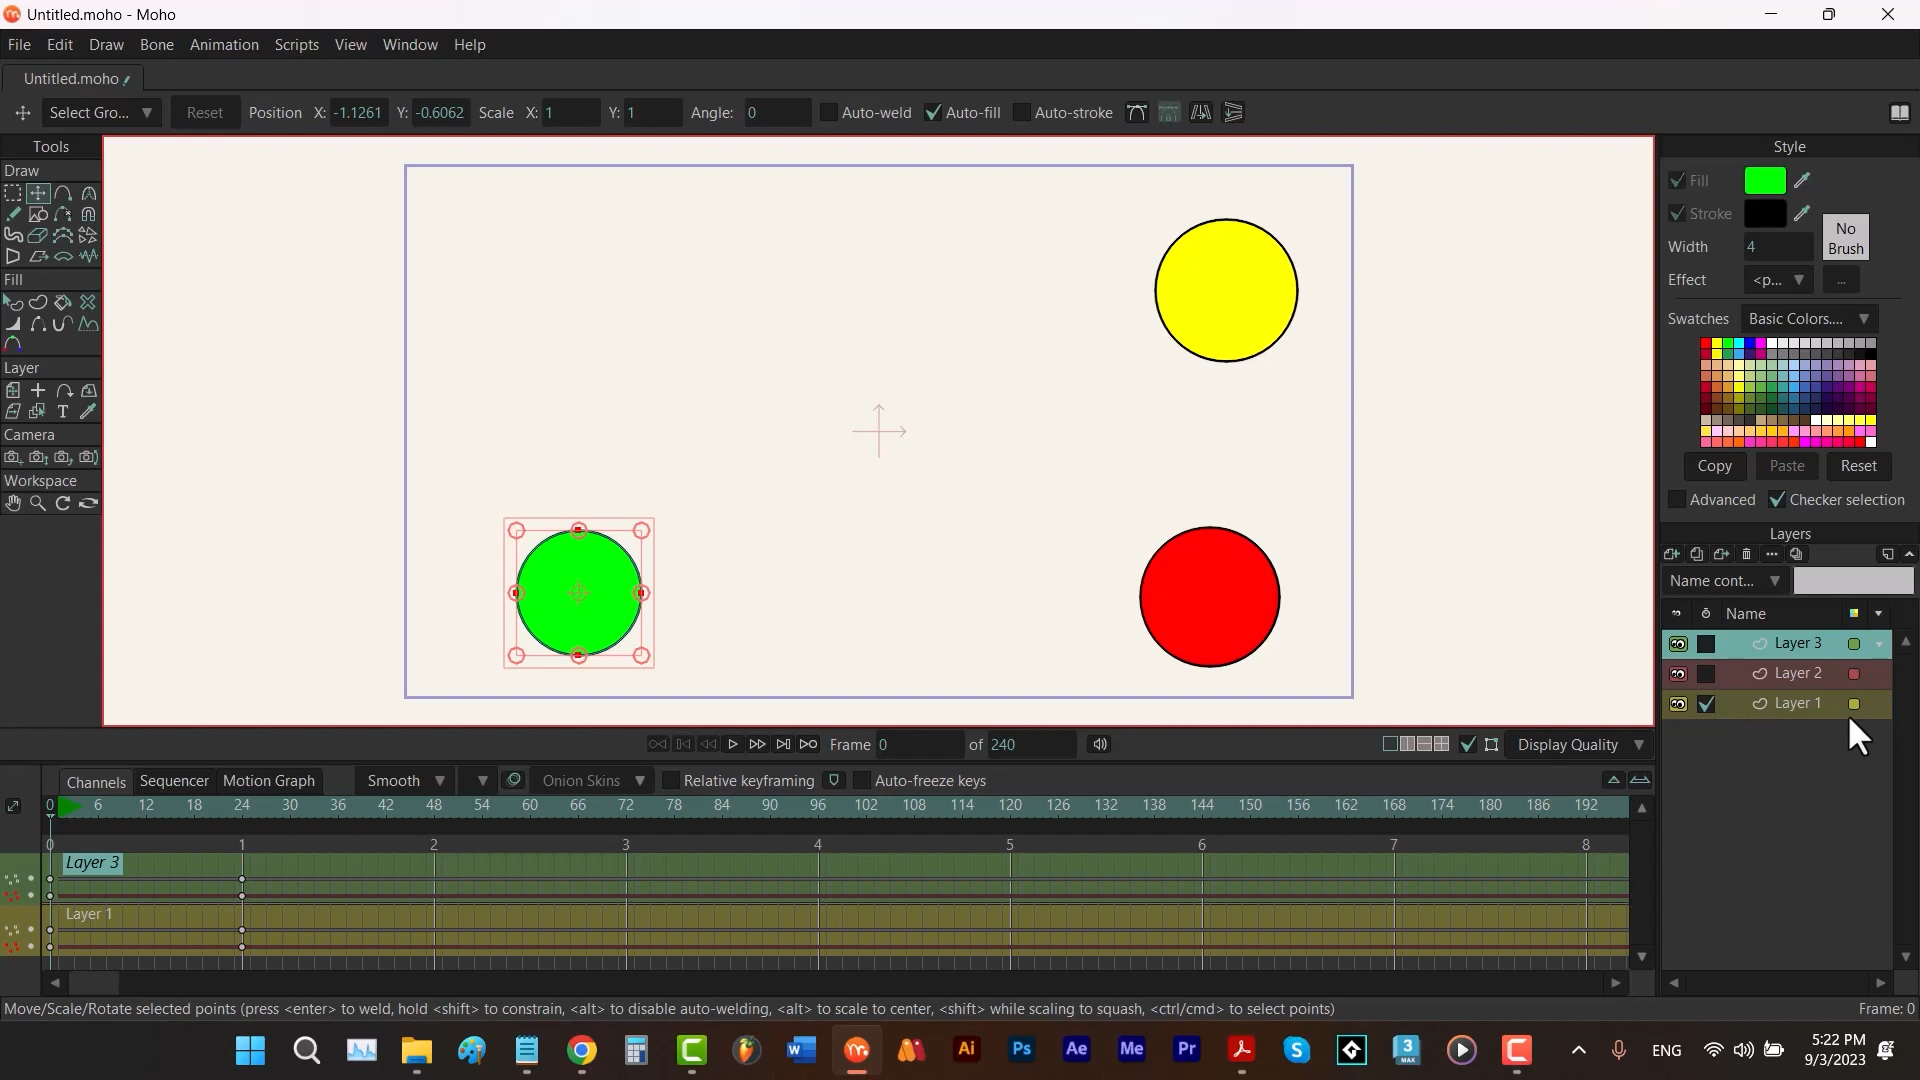 Untitled.moho - Moho
File Edit Draw Bone Animation Scripts View Window Help
Untitled.moho
Select Gro... Reset Position X: -1.1261 Y: -0.6062 Scale X: 1 Y: 1 Angle: 0 Auto-weld Auto-fill Auto-stroke
Tools
Draw
Fill
Layer
T
Camera
Workspace
Style
Fill
Stroke
No
Brush
Width 4
Effect <p... ...
Swatches Basic Colors....
Copy Paste Reset
Advanced Checker selection
Layers
Name cont...
Name
Layer 3
Layer 2
Layer 1
Frame 0 of 240 Display Quality
Channels Sequencer Motion Graph Smooth Onion Skins Relative keyframing Auto-freeze keys
0 6 12 18 24 30 36 42 48 54 60 66 72 78 84 90 96 102 108 114 120 126 132 138 144 150 156 162 168 174 180 186 192
0 1 2 3 4 5 6 7 8
Layer 3
Layer 1
Move/Scale/Rotate selected points (press <enter> to weld, hold <shift> to constrain, <alt> to disable auto-welding, <alt> to scale to center, <shift> while scaling to squash, <ctrl/cmd> to select points) Frame: 0
Ai Ps Ae Me Pr 3 MAX ENG 5:22 PM
9/3/2023